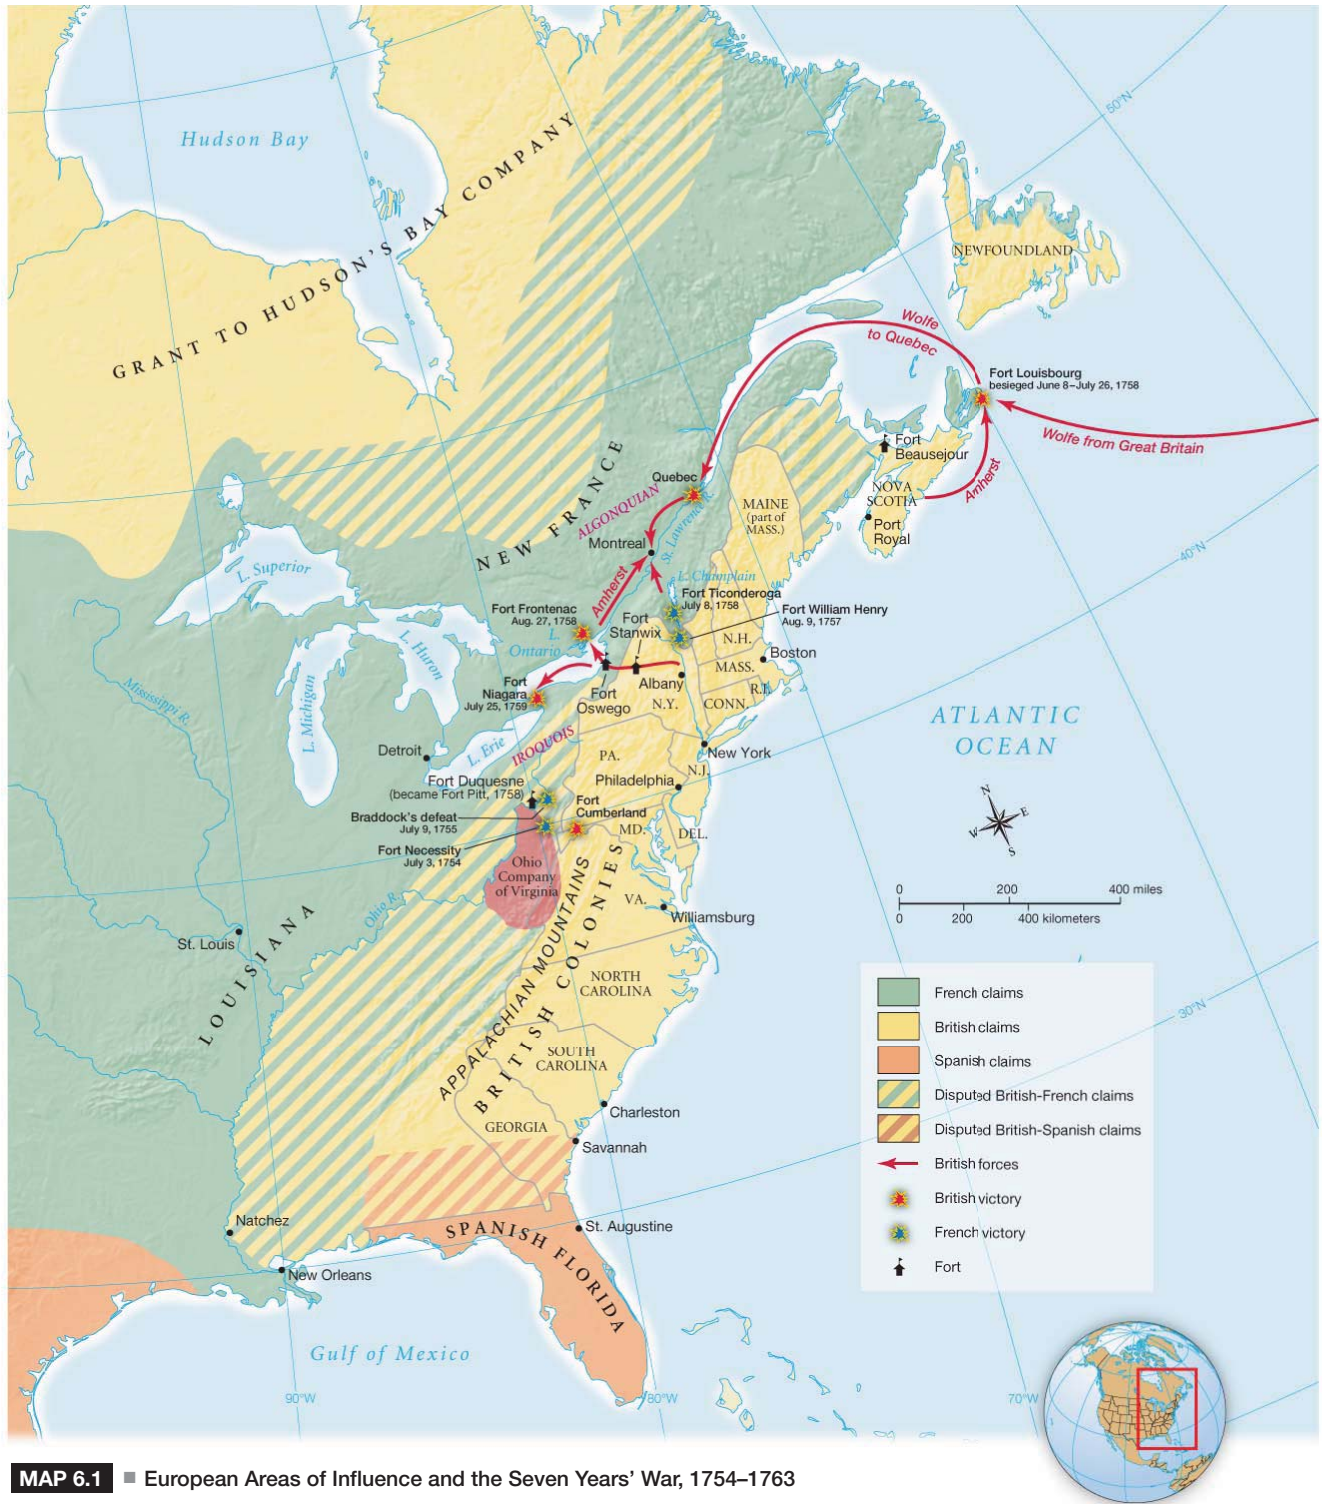 Hudson Bay
GRANT TO HUDSON'S BAY COMPANY
50°N
NEWFOUNDLAND
Wolfe
to Quebec
Fort Louisbourg
besieged June 8–July 26, 1758
Wolfe from Great Britain
Fort
Beausejour
Amherst
NOVA
SCOTIA
Port
Royal
40°N
NEW FRANCE
ALGONQUIAN
Quebec
St. Lawrence
MAINE
(part of
MASS.)
Montreal
L. Superior
L. Champlain
Amherst
Fort Ticonderoga
July 8, 1758
Fort Frontenac
Aug. 27, 1758
Fort
Stanwix
Fort William Henry
Aug. 9, 1757
L.
Ontario
L. Huron
N.H.
Boston
MASS.
Mississippi R.
L. Michigan
Fort
Niagara
July 25, 1759
Fort
Oswego
Albany
N.Y.
CONN.
R.I.
ATLANTIC
OCEAN
Detroit
L. Erie
IROQUOIS
New York
PA.
N.J.
Fort Duquesne
(became Fort Pitt, 1758)
Philadelphia
Fort
Cumberland
Braddock's defeat
July 9, 1755
MD.
DEL.
Fort Necessity
July 3, 1754
N
E
W
S
Ohio
Company
of Virginia
0 200 400 miles
0 200 400 kilometers
APPALACHIAN MOUNTAINS
BRITISH COLONIES
VA.
Williamsburg
Ohio R.
St. Louis
LOUISIANA
NORTH
CAROLINA
SOUTH
CAROLINA
30°N
Charleston
GEORGIA
Savannah
French claims
British claims
Spanish claims
Disputed British-French claims
Disputed British-Spanish claims
British forces
British victory
French victory
Fort
Natchez
SPANISH FLORIDA
St. Augustine
New Orleans
Gulf of Mexico
90°W
80°W
70°W
MAP 6.1 ■ European Areas of Influence and the Seven Years' War, 1754–1763